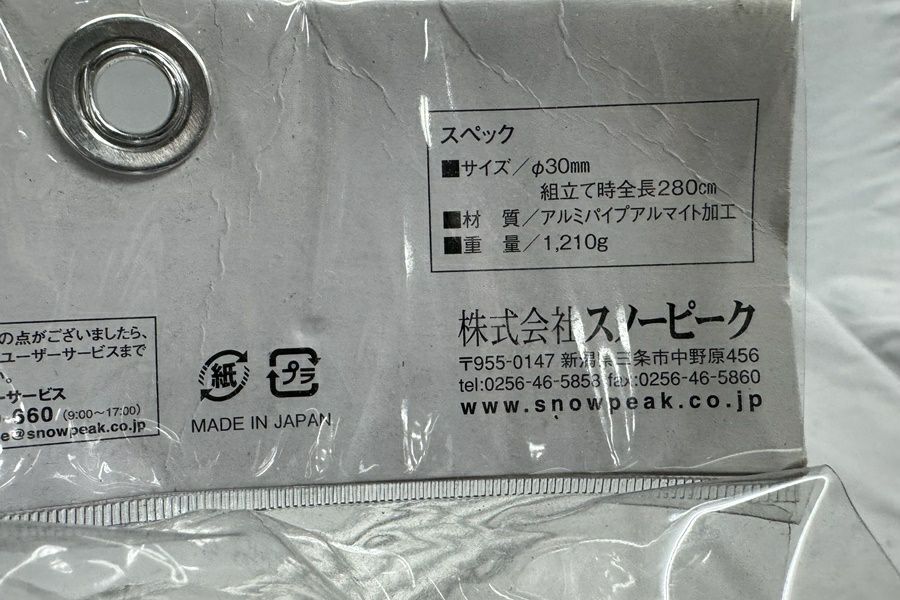 スペック
■サイズ/φ30mm
組立て時全長280cm
■材 質/アルミパイプアルマイト加工
■重 量/1,210g
株式会社スノーピーク
〒955-0147 新潟県三条市中野原456
tel:0256-46-5853 fax:0256-46-5860
www.snowpeak.co.jp
の点がございましたら、
ユーザーサービスまで
。
ーサービス
-660/(9:00〜17:00)
e@snowpeak.co.jp
紙
プラ
MADE IN JAPAN